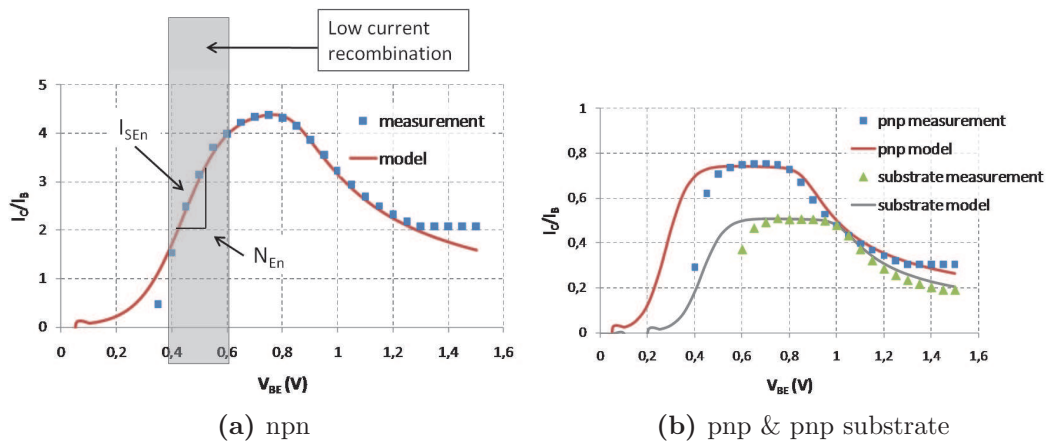 Low current
recombination
5
4
3
2
1
0
I_C/I_B
I_SEn
N_En
measurement
model
0 0,2 0,4 0,6 0,8 1 1,2 1,4 1,6
V_BE (V)
(a) npn
1
0,8
0,6
0,4
0,2
0
I_C/I_B
pnp measurement
pnp model
substrate measurement
substrate model
0 0,2 0,4 0,6 0,8 1 1,2 1,4 1,6
V_BE (V)
(b) pnp & pnp substrate